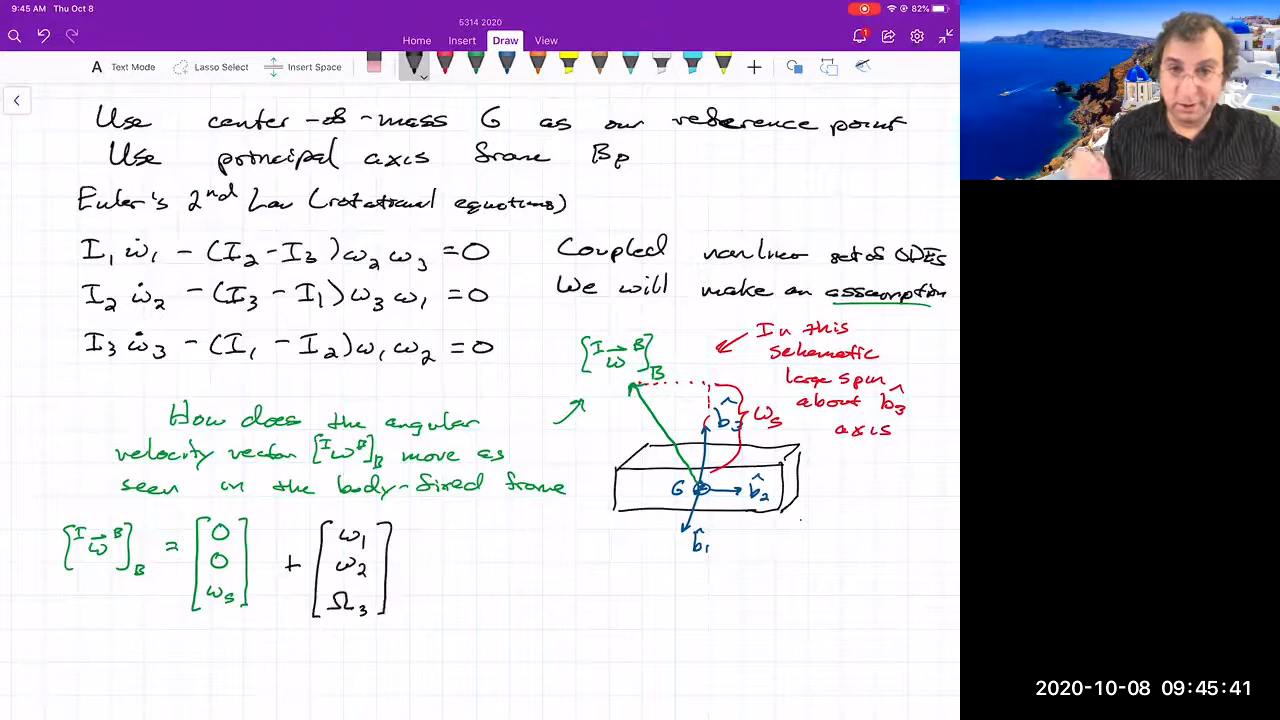 9:45 AM Thu Oct 8
82%
5314 2020
Home Insert Draw View
1
A Text Mode Lasso Select Insert Space
Use center-of-mass G as our reference point
Use principal axis frame Bp
Euler's 2nd Law (rotational equations)
I₁ ω̇₁ − (I₂ − I₃) ω₂ ω₃ = 0
I₂ ω̇₂ − (I₃ − I₁) ω₃ ω₁ = 0
I₃ ω̇₃ − (I₁ − I₂) ω₁ ω₂ = 0
Coupled nonlinear set of ODEs
We will make an assumption
[ᴵω⃗ᴮ]_B
In this
schematic
large spin
about b̂₃
axis
b̂₃ ωₛ
G b̂₂
b̂₁
How does the angular
velocity vector [ᴵωᴮ]_B move as
seen in the body-fixed frame
[ᴵω⃗ᴮ]_B = [0 0 ωₛ] + [ω₁ ω₂ Ω₃]
2020-10-08 09:45:41